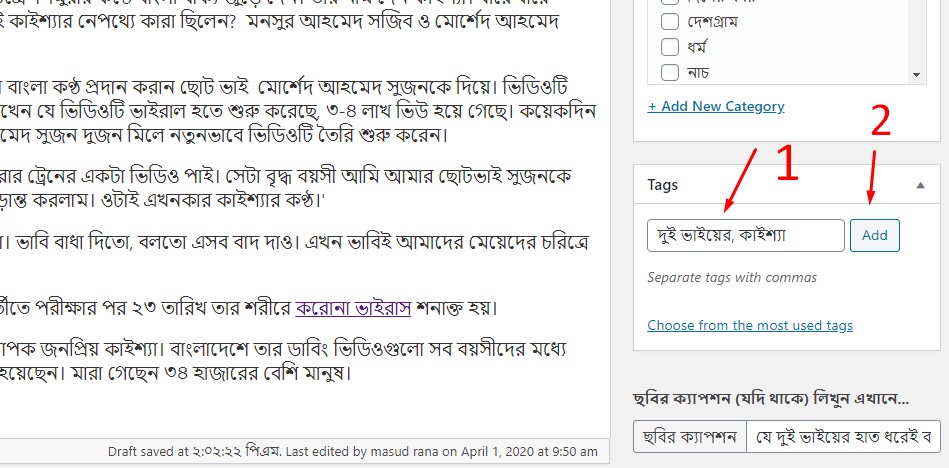 ই কাইশ্যার নেপথ্যে কারা ছিলেন? মনসুর আহমেদ সজিব ও মোর্শেদ আহমেদ
বাংলা কণ্ঠ প্রদান করান ছোট ভাই মোর্শেদ আহমেদ সুজনকে দিয়ে। ভিডিওটি
খেন যে ভিডিওটি ভাইরাল হতে শুরু করেছে, ৩-৪ লাখ ভিউ হয়ে গেছে। কয়েকদিন
মেদ সুজন দুজন মিলে নতুনভাবে ভিডিওটি তৈরি শুরু করেন।
রার ট্রেনের একটা ভিডিও পাই। সেটা বৃদ্ধ বয়সী আমি আমার ছোটভাই সুজনকে
ড়ান্ত করলাম। ওটাই এখনকার কাইশ্যার কণ্ঠ।'
। ভাবি বাধা দিতো, বলতো এসব বাদ দাও। এখন ভাবিই আমাদের মেয়েদের চরিত্রে
র্তীতে পরীক্ষার পর ২৩ তারিখ তার শরীরে করোনা ভাইরাস শনাক্ত হয়।
াপক জনপ্রিয় কাইশ্যা। বাংলাদেশে তার ডাবিং ভিডিওগুলো সব বয়সীদের মধ্যে
হয়েছেন। মারা গেছেন ৩৪ হাজারের বেশি মানুষ।
Draft saved at ২:০২:২২ পিএম. Last edited by masud rana on April 1, 2020 at 9:50 am
দেশগ্রাম
ধর্ম
নাচ
+ Add New Category
1
2
Tags
দুই ভাইয়ের, কাইশ্যা
Add
Separate tags with commas
Choose from the most used tags
ছবির ক্যাপশন (যদি থাকে) লিখুন এখানে...
ছবির ক্যাপশন
যে দুই ভাইয়ের হাত ধরেই ব